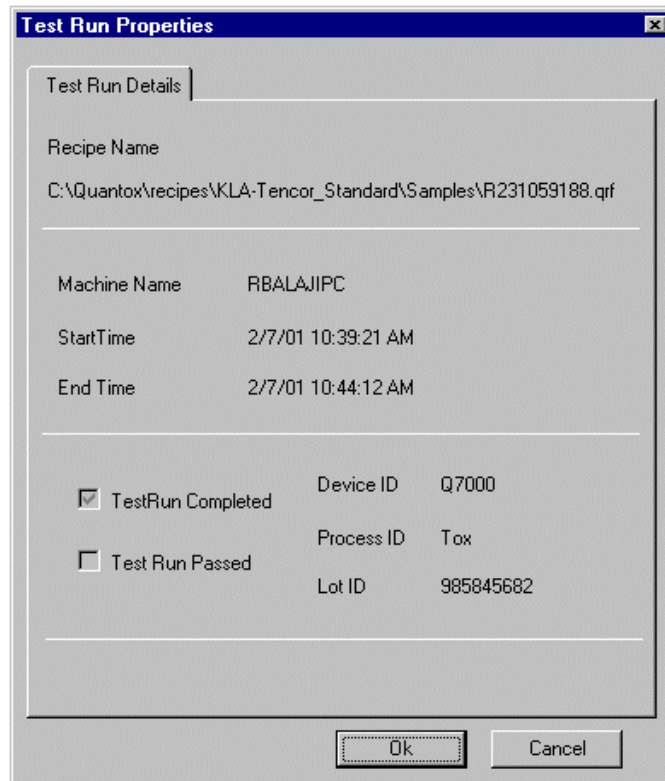 Test Run Properties
Test Run Details
Recipe Name
C:\Quantox\recipes\KLA-Tencor_Standard\Samples\R231059188.qrf
Machine Name RBALAJIPC
StartTime 2/7/01 10:39:21 AM
End Time 2/7/01 10:44:12 AM
TestRun Completed Device ID Q7000
Test Run Passed Process ID Tox
Lot ID 985845682
Ok Cancel